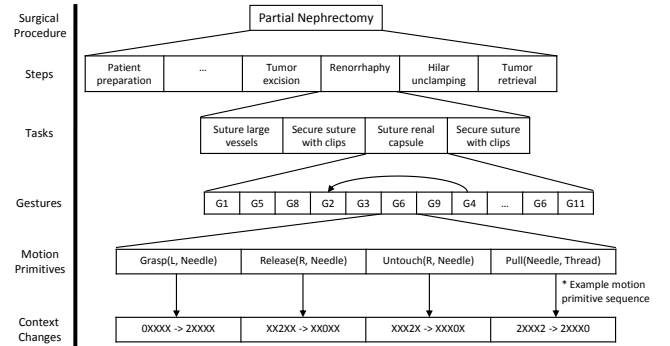 Surgical
Procedure
Partial Nephrectomy
Steps
Patient
preparation
...
Tumor
excision
Renorrhaphy
Hilar
unclamping
Tumor
retrieval
Tasks
Suture large
vessels
Secure suture
with clips
Suture renal
capsule
Secure suture
with clips
Gestures
G1 G5 G8 G2 G3 G6 G9 G4 ... G6 G11
Motion
Primitives
Grasp(L, Needle) Release(R, Needle) Untouch(R, Needle) Pull(Needle, Thread)
* Example motion
primitive sequence
Context
Changes
0XXXX -> 2XXXX XX2XX -> XX0XX XXX2X -> XXX0X 2XXX2 -> 2XXX0